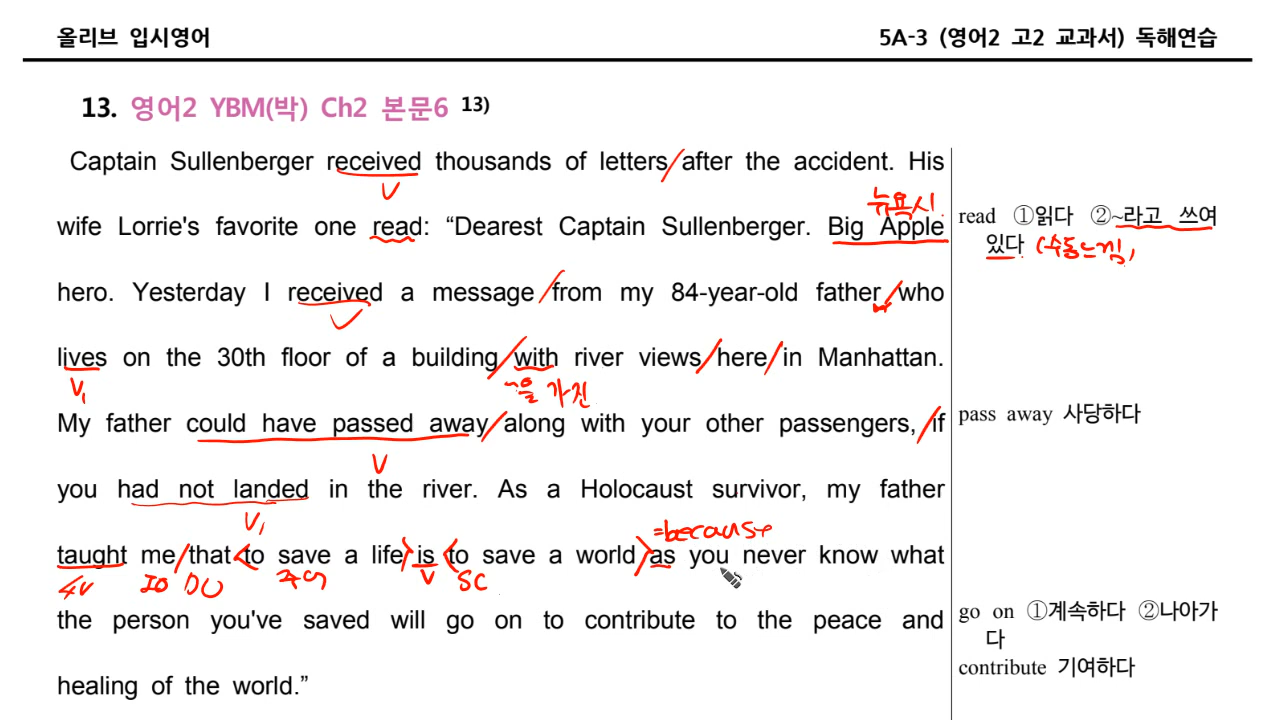 올리브 입시영어
5A-3 (영어2 고2 교과서) 독해연습
13. 영어2 YBM(박) Ch2 본문6 13)
Captain Sullenberger received thousands of letters after the accident. His
V
뉴욕시.
wife Lorrie's favorite one read: “Dearest Captain Sullenberger. Big Apple
read ①읽다 ②~라고 쓰여
있다 (수동느낌)
hero. Yesterday I received a message from my 84-year-old father, who
lives on the 30th floor of a building with river views here in Manhattan.
V₁ ~을 가진
My father could have passed away along with your other passengers, if
pass away 사당하다
V
you had not landed in the river. As a Holocaust survivor, my father
V₁ =because
taught me that to save a life is to save a world as you never know what
4V IO DO 주어 V SC
the person you've saved will go on to contribute to the peace and
go on ①계속하다 ②나아가
다
contribute 기여하다
healing of the world.”